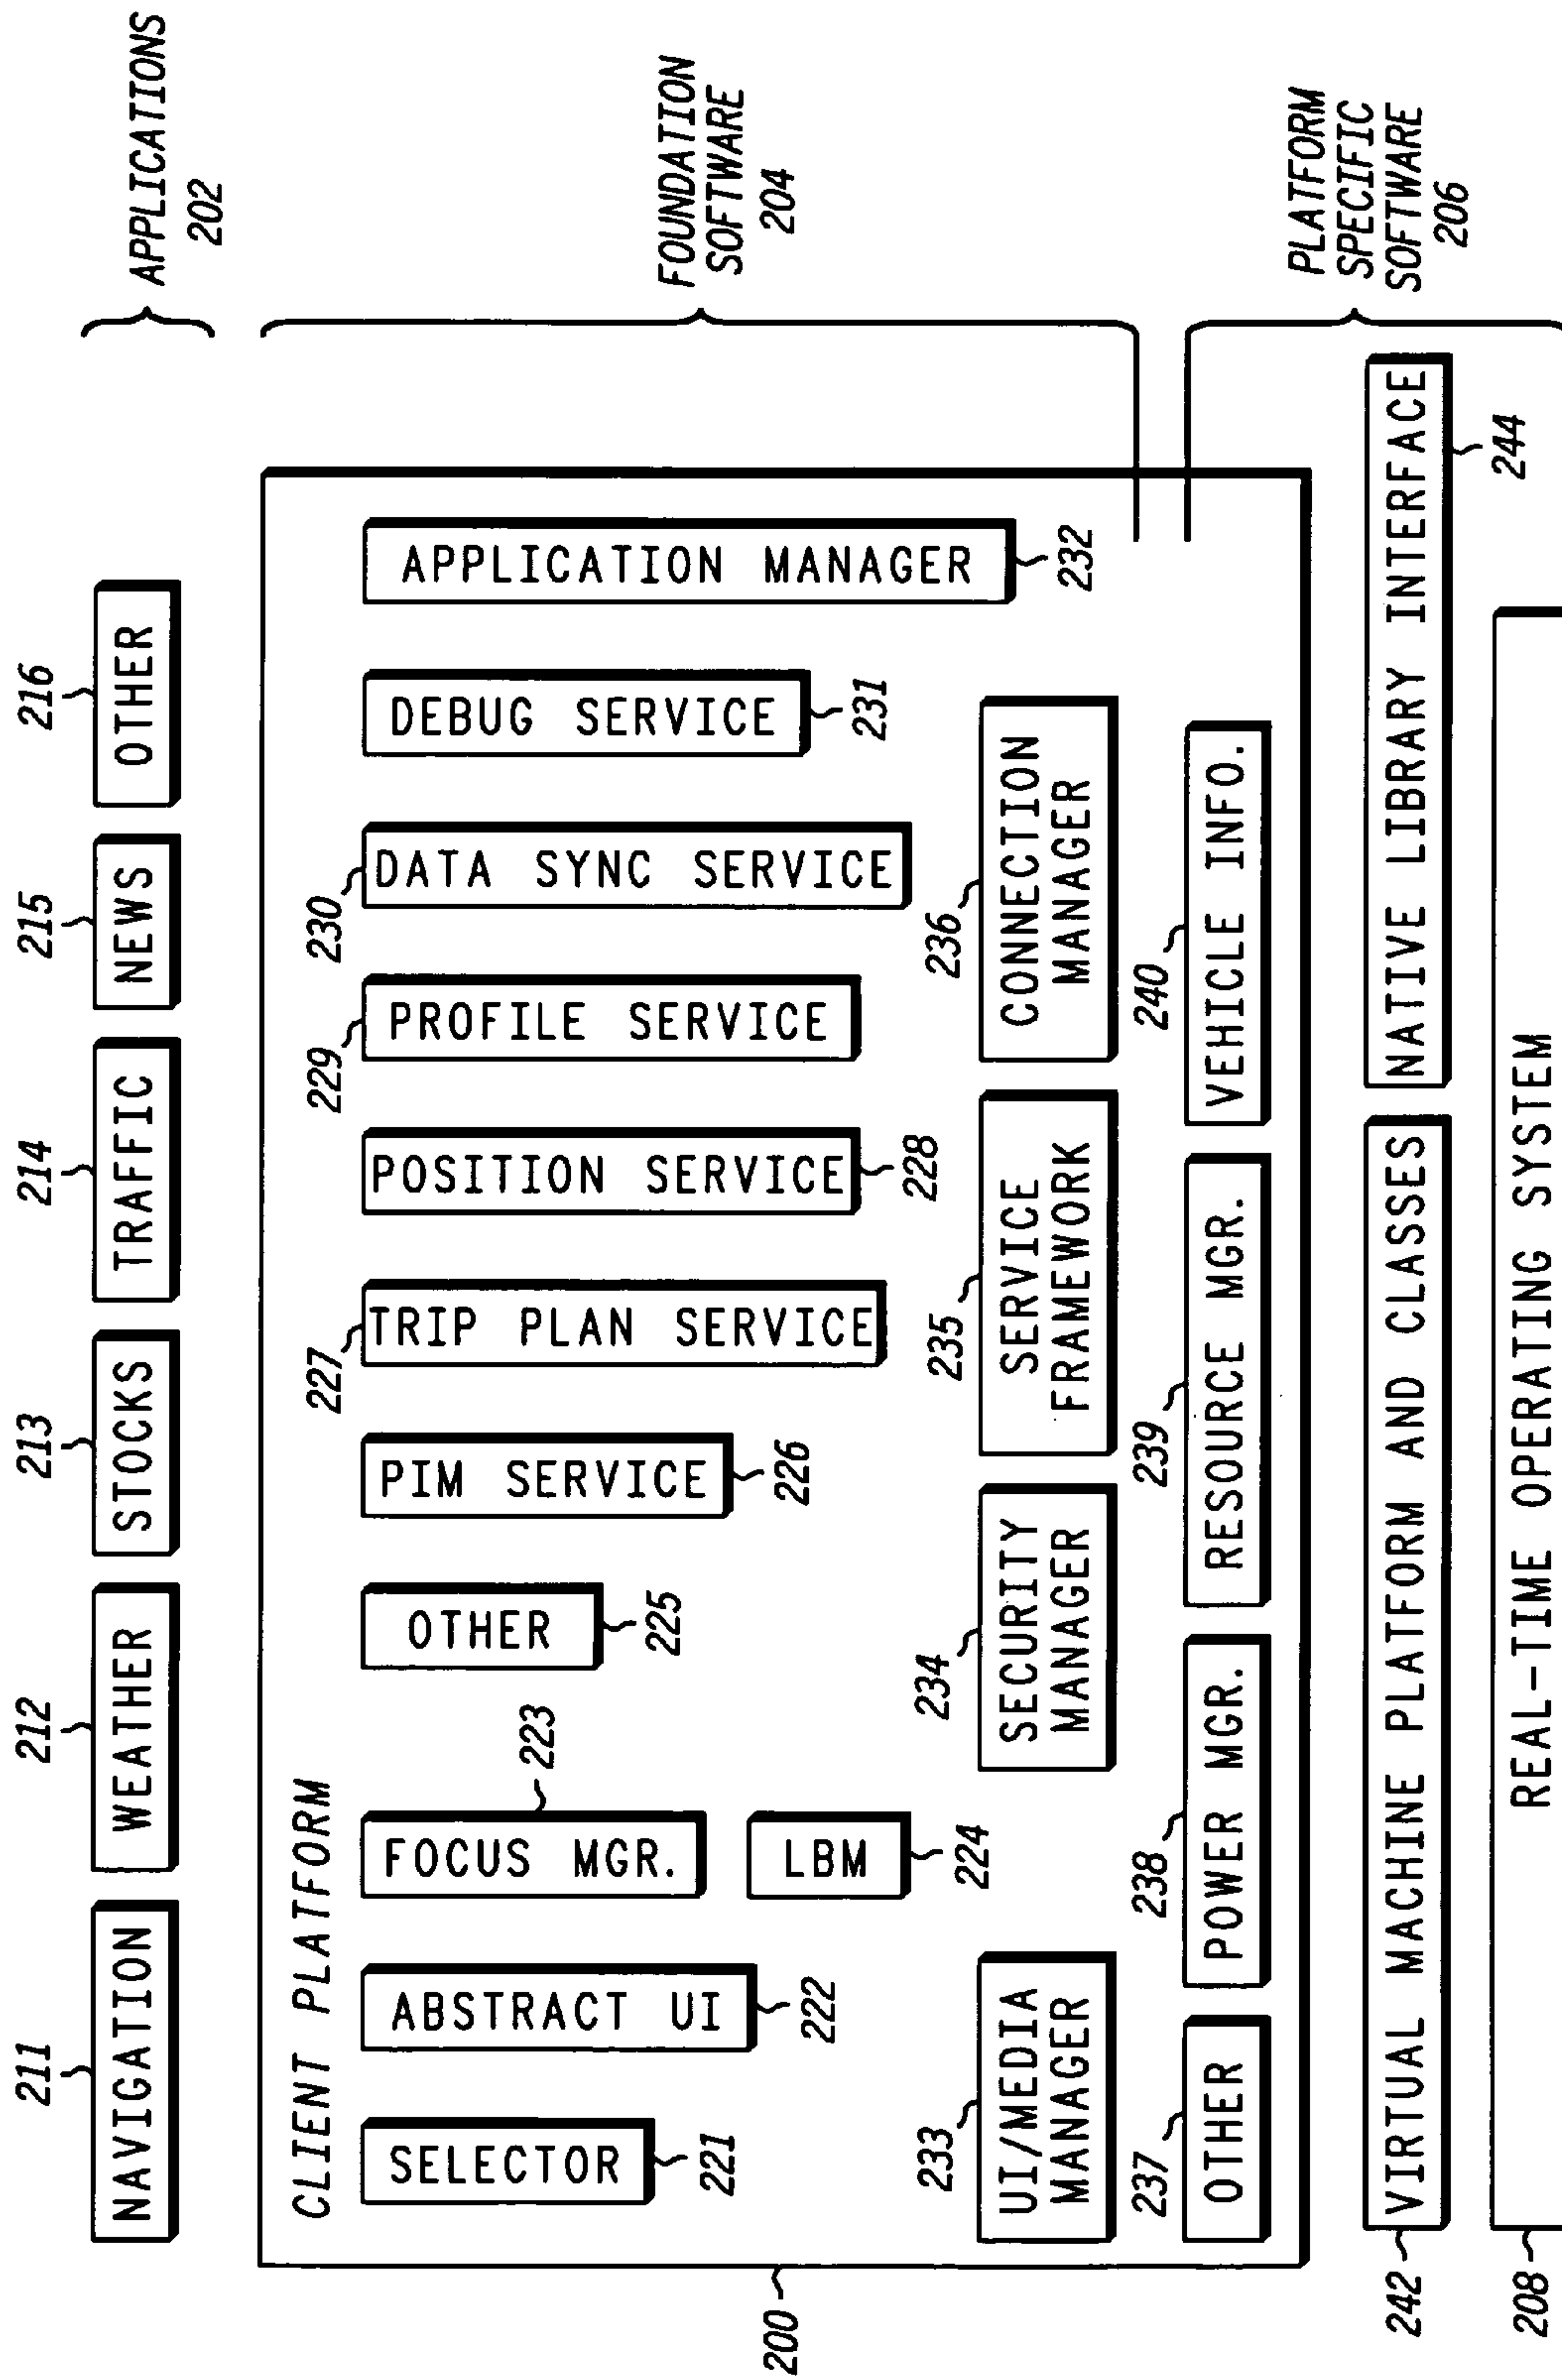 211
212
213
214
215
216
NAVIGATION
WEATHER
STOCKS
TRAFFIC
NEWS
OTHER
APPLICATIONS
202
CLIENT PLATFORM
227
229
230
SELECTOR
221
ABSTRACT UI
222
FOCUS MGR.
223
LBM
224
OTHER
225
PIM SERVICE
226
TRIP PLAN SERVICE
POSITION SERVICE
228
PROFILE SERVICE
DATA SYNC SERVICE
DEBUG SERVICE
231
APPLICATION MANAGER
232
FOUNDATION
SOFTWARE
204
200
233
234
235
236
UI/MEDIA
MANAGER
SECURITY
MANAGER
SERVICE
FRAMEWORK
CONNECTION
MANAGER
237
238
239
240
OTHER
POWER MGR.
RESOURCE MGR.
VEHICLE INFO.
PLATFORM
SPECIFIC
SOFTWARE
206
242
VIRTUAL MACHINE PLATFORM AND CLASSES
NATIVE LIBRARY INTERFACE
244
208
REAL-TIME OPERATING SYSTEM